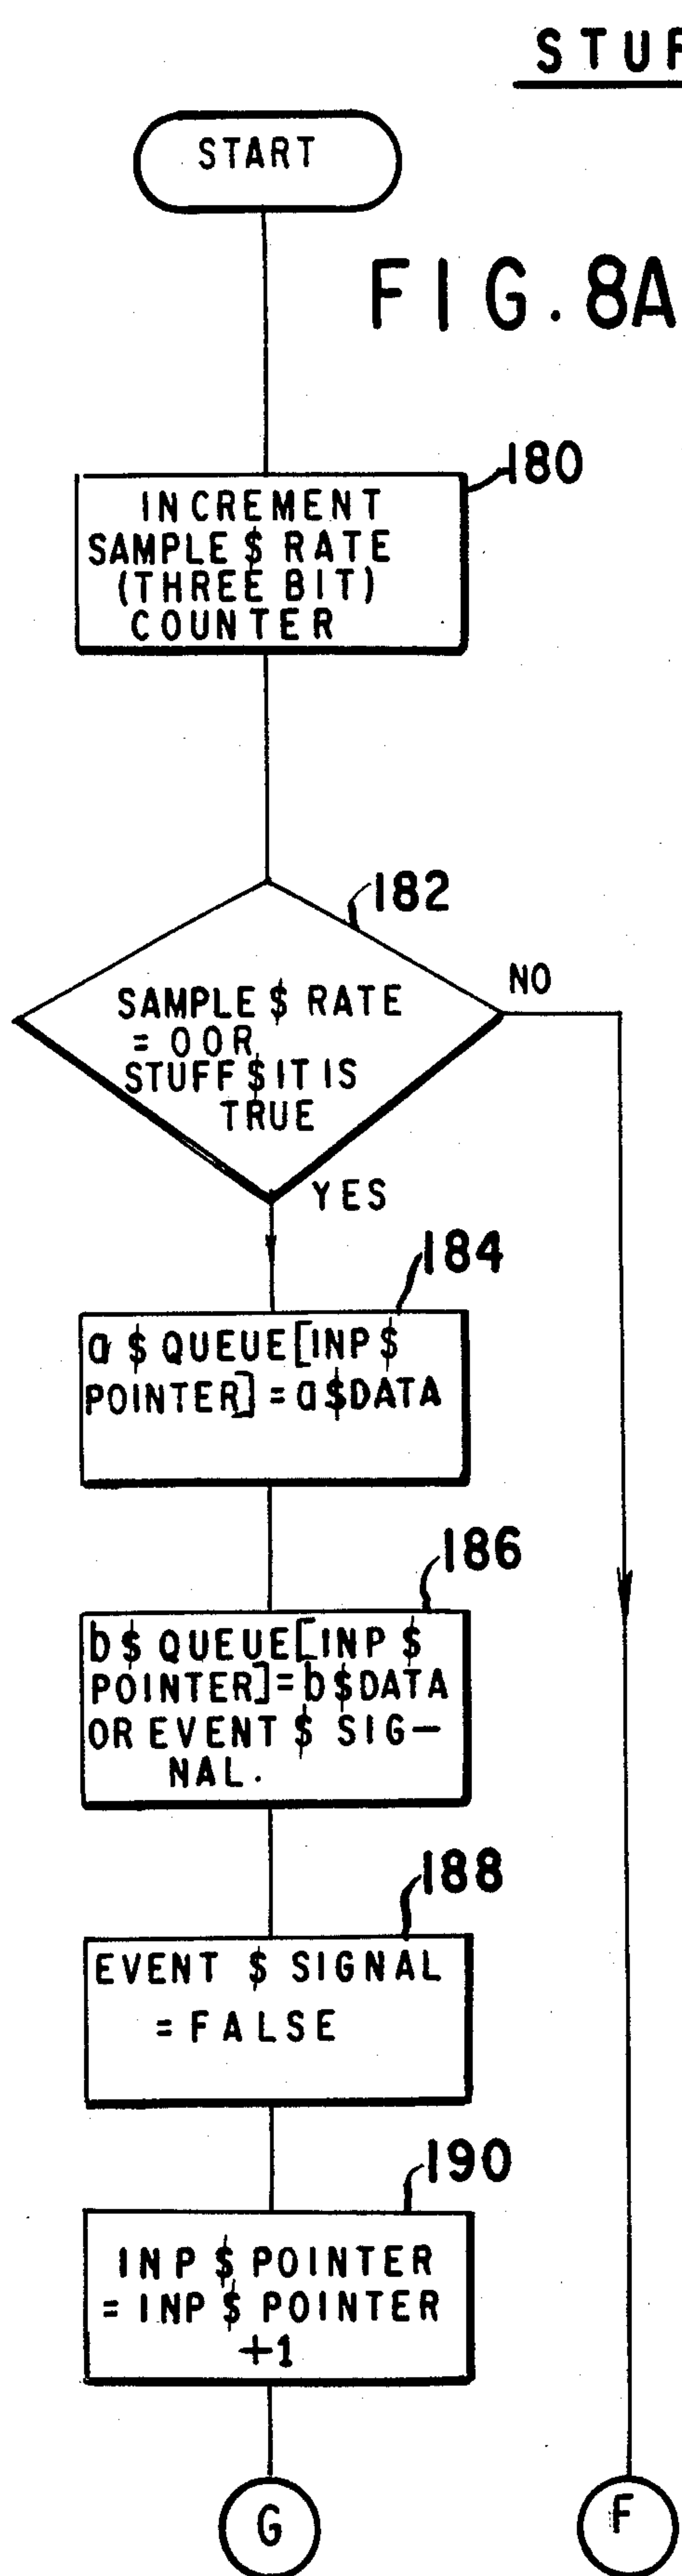 STUF
START
FIG. 8A
180
INCREMENT
SAMPLE $ RATE
(THREE BIT)
COUNTER
182
SAMPLE $ RATE
= 0 OR
STUFF $ IT IS
TRUE
NO
YES
184
a $ QUEUE [INP $
POINTER] = a $ DATA
186
b $ QUEUE [INP $
POINTER] = b $ DATA
OR EVENT $ SIG-
NAL.
188
EVENT $ SIGNAL
= FALSE
190
INP $ POINTER
= INP $ POINTER
+1
G
F